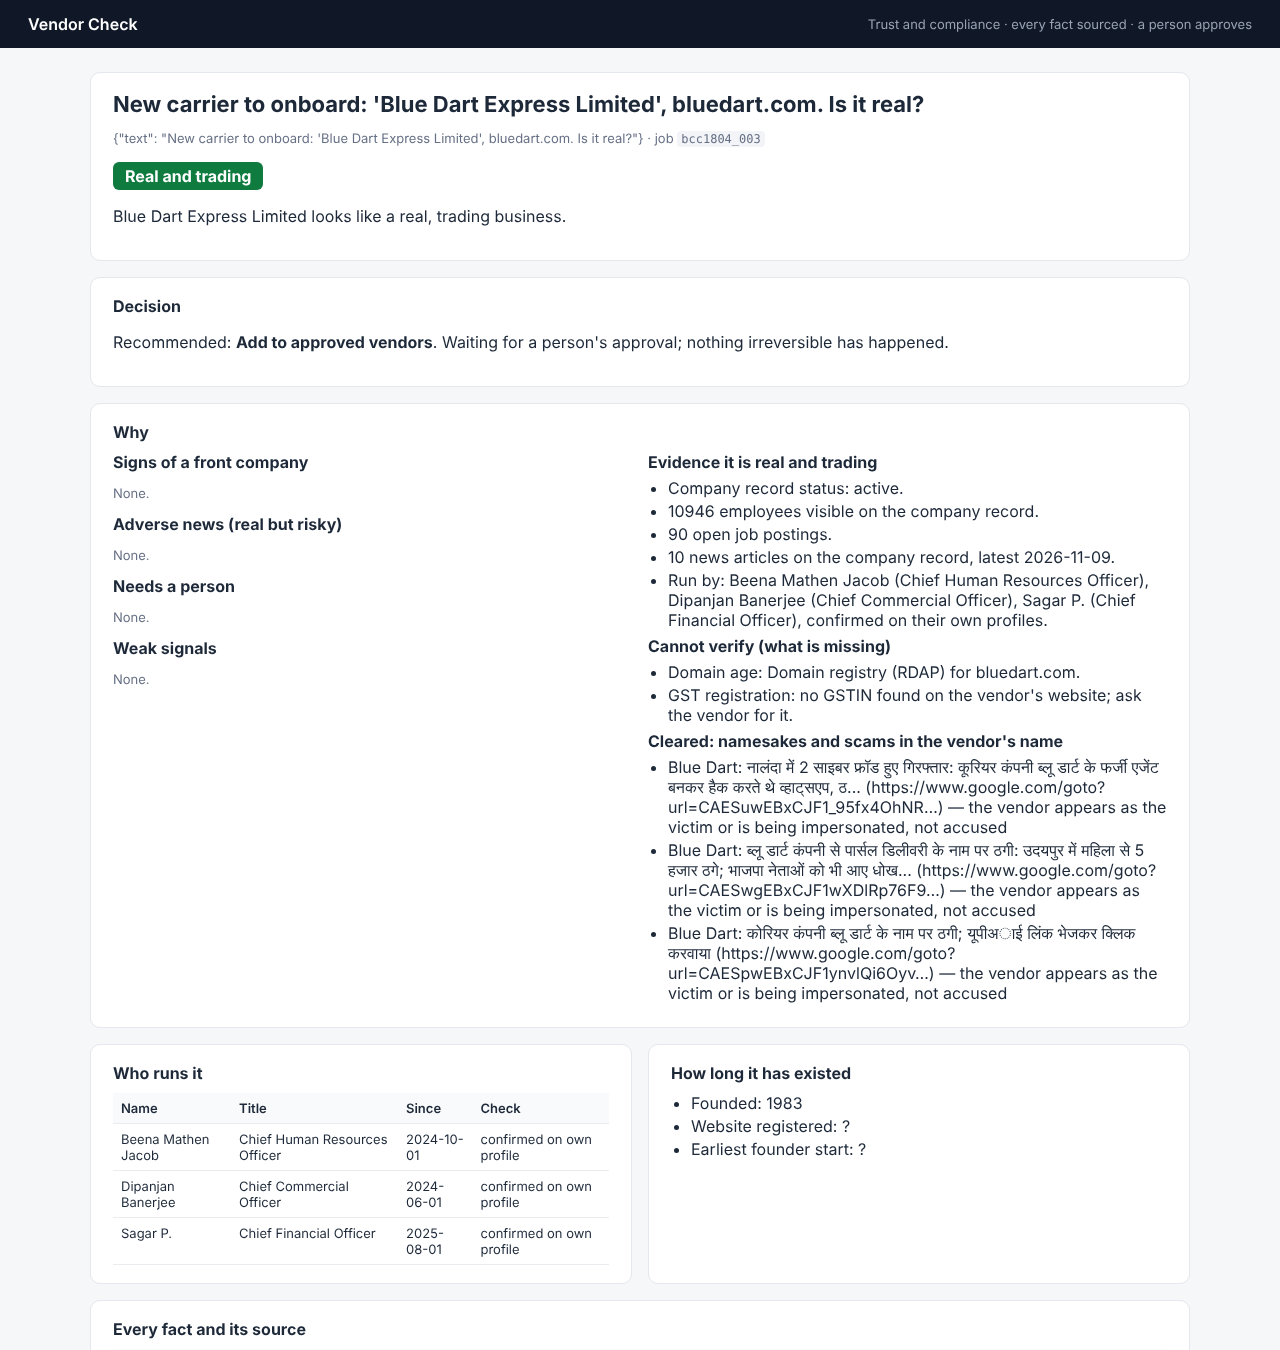 Vendor Check
Trust and compliance · every fact sourced · a person approves
New carrier to onboard: 'Blue Dart Express Limited', bluedart.com. Is it real?
{"text": "New carrier to onboard: 'Blue Dart Express Limited', bluedart.com. Is it real?"} · job bcc1804_003
Real and trading
Blue Dart Express Limited looks like a real, trading business.
Decision
Recommended: Add to approved vendors. Waiting for a person's approval; nothing irreversible has happened.
Why
Signs of a front company
None.
Adverse news (real but risky)
None.
Needs a person
None.
Weak signals
None.
Evidence it is real and trading
• Company record status: active.
• 10946 employees visible on the company record.
• 90 open job postings.
• 10 news articles on the company record, latest 2026-11-09.
• Run by: Beena Mathen Jacob (Chief Human Resources Officer),
Dipanjan Banerjee (Chief Commercial Officer), Sagar P. (Chief
Financial Officer), confirmed on their own profiles.
Cannot verify (what is missing)
• Domain age: Domain registry (RDAP) for bluedart.com.
• GST registration: no GSTIN found on the vendor's website; ask
the vendor for it.
Cleared: namesakes and scams in the vendor's name
• Blue Dart: नालंदा में 2 साइबर फ्रॉड हुए गिरफ्तार: कूरियर कंपनी ब्लू डार्ट के फर्जी एजेंट
बनकर हैक करते थे व्हाट्सएप, ठ... (https://www.google.com/goto?
url=CAESuwEBxCJF1_95fx4OhNR...) — the vendor appears as the
victim or is being impersonated, not accused
• Blue Dart: ब्लू डार्ट कंपनी से पार्सल डिलीवरी के नाम पर ठगी: उदयपुर में महिला से 5
हजार ठगे; भाजपा नेताओं को भी आए धोख... (https://www.google.com/goto?
url=CAESwgEBxCJF1wXDIRp76F9...) — the vendor appears as
the victim or is being impersonated, not accused
• Blue Dart: कोरियर कंपनी ब्लू डार्ट के नाम पर ठगी; यूपीअाई लिंक भेजकर क्लिक
करवाया (https://www.google.com/goto?
url=CAESpwEBxCJF1ynvIQi6Oyv...) — the vendor appears as the
victim or is being impersonated, not accused
Who runs it
Name Title Since Check
Beena Mathen Jacob Chief Human Resources Officer 2024-10-01 confirmed on own profile
Dipanjan Banerjee Chief Commercial Officer 2024-06-01 confirmed on own profile
Sagar P. Chief Financial Officer 2025-08-01 confirmed on own profile
How long it has existed
• Founded: 1983
• Website registered: ?
• Earliest founder start: ?
Every fact and its source